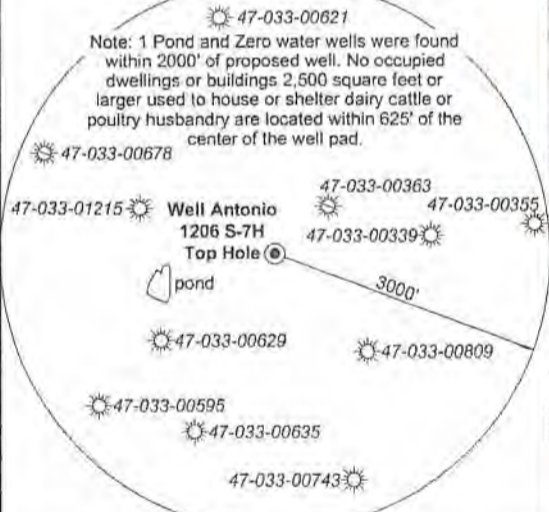 47-033-00621
Note: 1 Pond and Zero water wells were found
within 2000' of proposed well. No occupied
dwellings or buildings 2,500 square feet or
larger used to house or shelter dairy cattle or
poultry husbandry are located within 625' of the
center of the well pad.
47-033-00678
47-033-00363
47-033-01215
Well Antonio
47-033-00355
1206 S-7H
47-033-00339
Top Hole
pond
3000'
47-033-00629
47-033-00809
47-033-00595
47-033-00635
47-033-00743